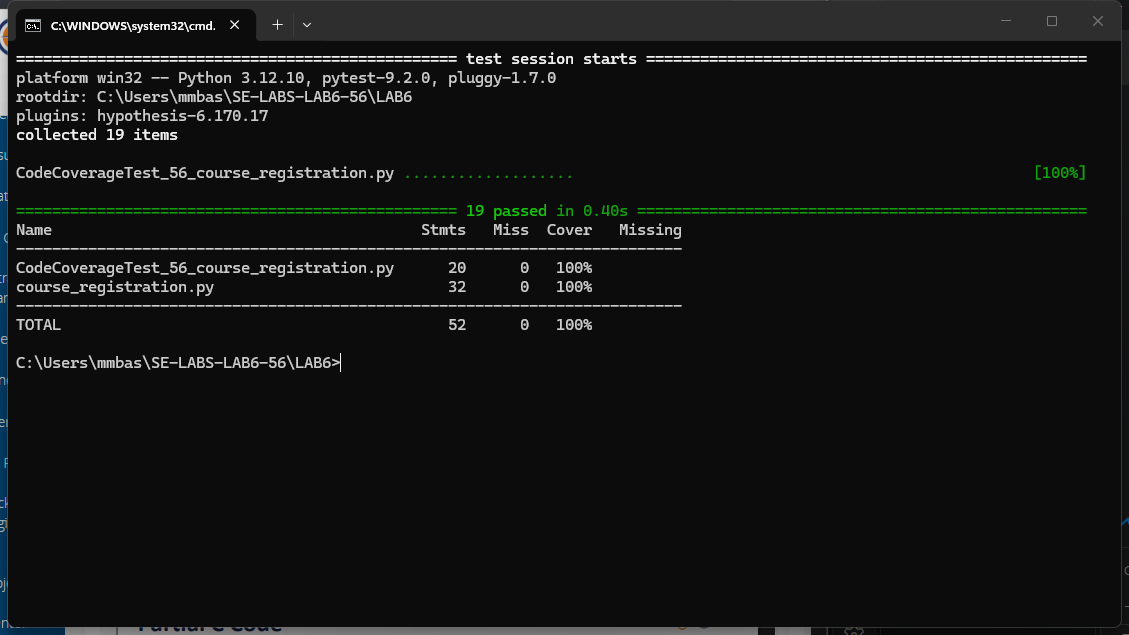 C:\WINDOWS\system32\cmd.
================================================= test session starts =================================================
platform win32 -- Python 3.12.10, pytest-9.2.0, pluggy-1.7.0
rootdir: C:\Users\mmbas\SE-LABS-LAB6-56\LAB6
plugins: hypothesis-6.170.17
collected 19 items
CodeCoverageTest_56_course_registration.py ................... [100%]
================================================= 19 passed in 0.40s ==================================================
Name Stmts Miss Cover Missing
--------------------------------------------------------------------------
CodeCoverageTest_56_course_registration.py 20 0 100%
course_registration.py 32 0 100%
--------------------------------------------------------------------------
TOTAL 52 0 100%
C:\Users\mmbas\SE-LABS-LAB6-56\LAB6>